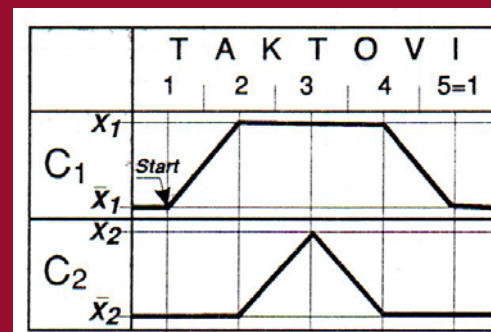 T A K T O V I
1 2 3 4 5=1
X1
C1
Start
x̄1
X2
C2
x̄2